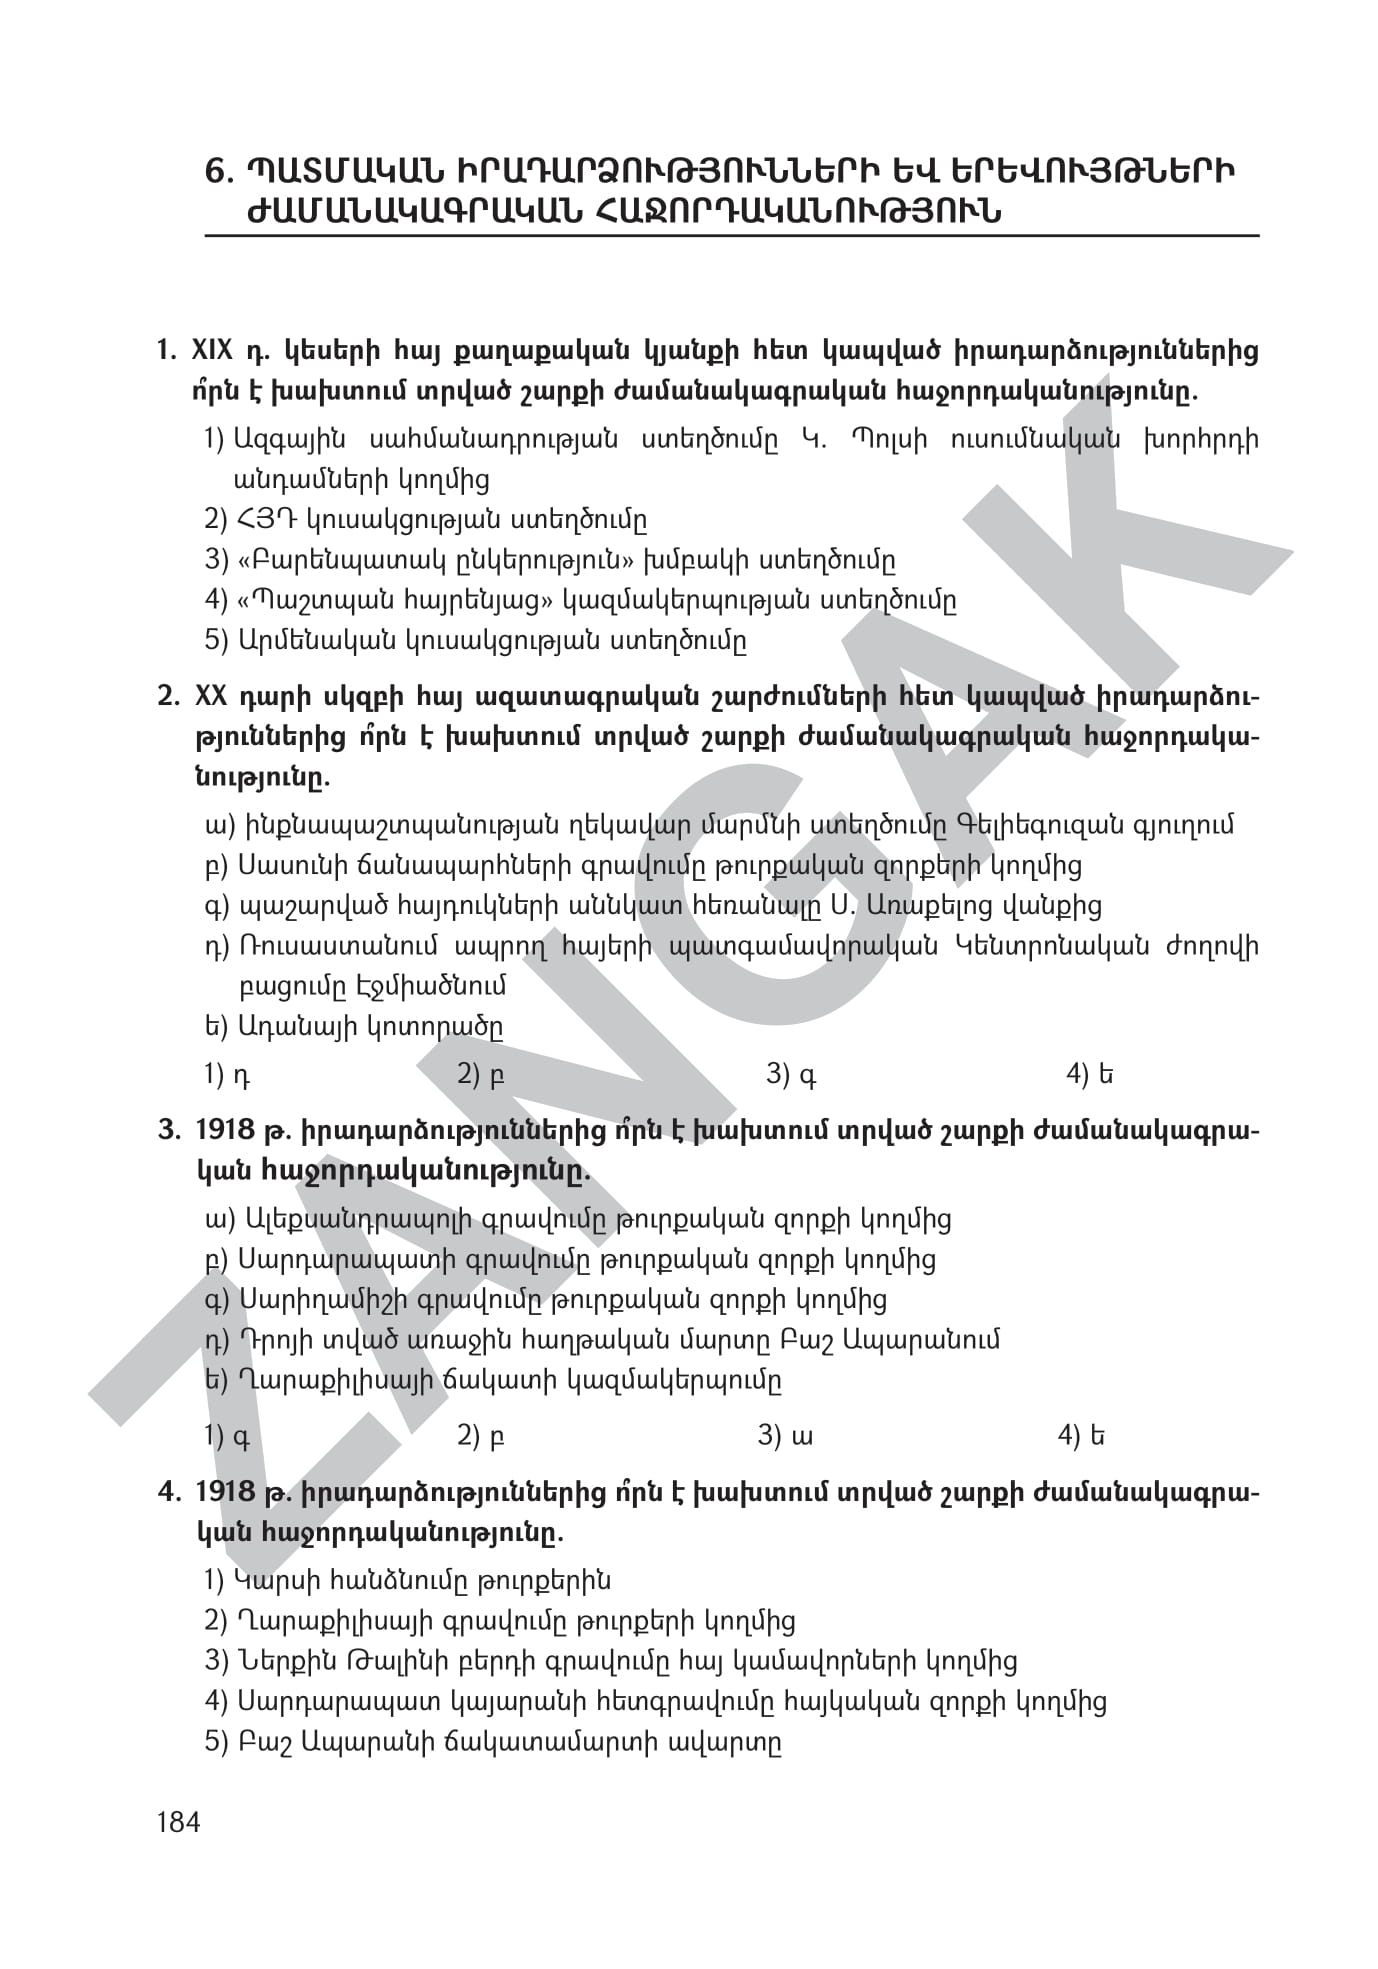 6. ՊԱՏՄԱԿԱՆ ԻՐԱԴԱՐՁՈՒԹՅՈՒՆՆԵՐԻ ԵՎ ԵՐԵՎՈՒՅԹՆԵՐԻ
ԺԱՄԱՆԱԿԱԳՐԱԿԱՆ ՀԱՋՈՐԴԱԿԱՆՈՒԹՅՈՒՆ
1. XIX դ. կեսերի հայ քաղաքական կյանքի հետ կապված իրադարձություններից
ո՞րն է խախտում տրված շարքի ժամանակագրական հաջորդականությունը.
1) Ազգային սահմանադրության ստեղծումը Կ. Պոլսի ուսումնական խորհրդի
անդամների կողմից
2) ՀՅԴ կուսակցության ստեղծումը
3) «Բարենպատակ ընկերություն» խմբակի ստեղծումը
4) «Պաշտպան հայրենյաց» կազմակերպության ստեղծումը
5) Արմենական կուսակցության ստեղծումը
2. XX դարի սկզբի հայ ազատագրական շարժումների հետ կապված իրադարձու-
թյուններից ո՞րն է խախտում տրված շարքի ժամանակագրական հաջորդակա-
նությունը.
ա) ինքնապաշտպանության ղեկավար մարմնի ստեղծումը Գելիեգուզան գյուղում
բ) Սասունի ճանապարհների գրավումը թուրքական զորքերի կողմից
գ) պաշարված հայդուկների աննկատ հեռանալը Ս. Առաքելոց վանքից
դ) Ռուսաստանում ապրող հայերի պատգամավորական Կենտրոնական ժողովի
բացումը Էջմիածնում
ե) Ադանայի կոտորածը
1) դ 2) բ 3) գ 4) ե
3. 1918 թ. իրադարձություններից ո՞րն է խախտում տրված շարքի ժամանակագրա-
կան հաջորդականությունը.
ա) Ալեքսանդրապոլի գրավումը թուրքական զորքի կողմից
բ) Սարդարապատի գրավումը թուրքական զորքի կողմից
գ) Սարիղամիշի գրավումը թուրքական զորքի կողմից
դ) Դրոյի տված առաջին հաղթական մարտը Բաշ Ապարանում
ե) Ղարաքիլիսայի ճակատի կազմակերպումը
1) գ 2) բ 3) ա 4) ե
4. 1918 թ. իրադարձություններից ո՞րն է խախտում տրված շարքի ժամանակագրա-
կան հաջորդականությունը.
1) Կարսի հանձնումը թուրքերին
2) Ղարաքիլիսայի գրավումը թուրքերի կողմից
3) Ներքին Թալինի բերդի գրավումը հայ կամավորների կողմից
4) Սարդարապատ կայարանի հետգրավումը հայկական զորքի կողմից
5) Բաշ Ապարանի ճակատամարտի ավարտը
184
ZANGAK